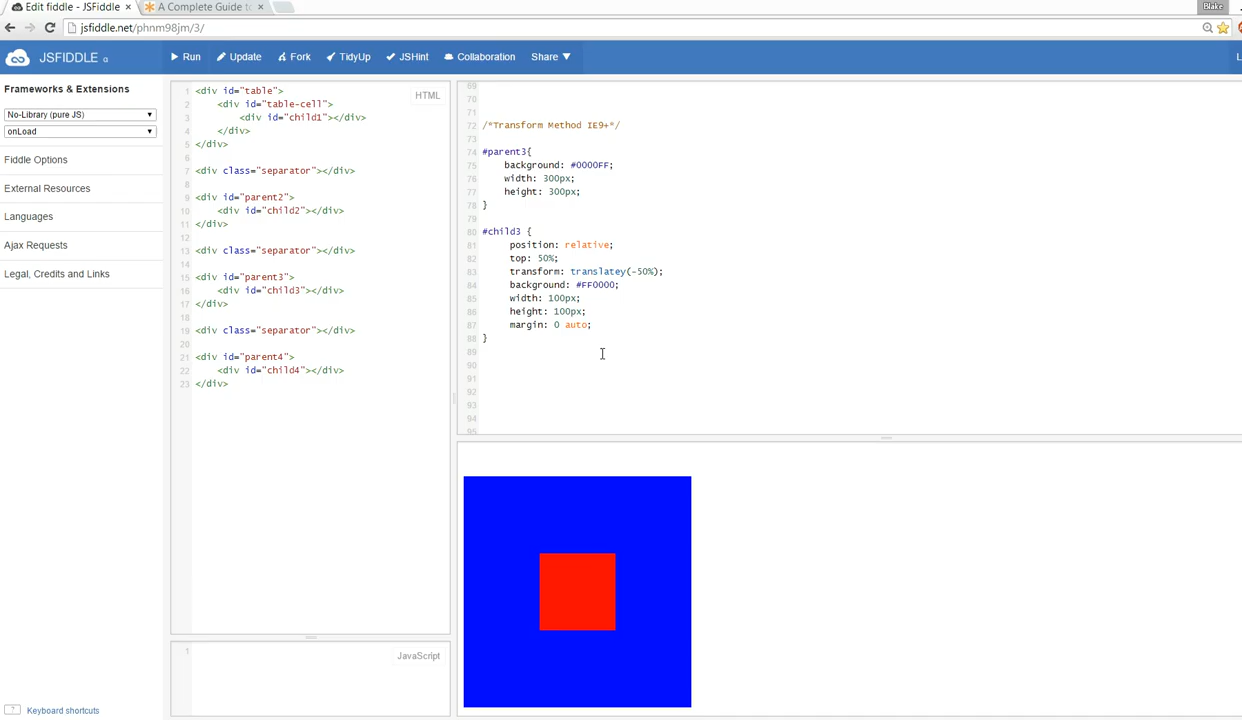 Edit fiddle - JSFiddle ×
A Complete Guide to ×
Blake
jsfiddle.net/phnm98jm/3/
JSFIDDLE α
Run
Update
Fork
TidyUp
JSHint
Collaboration
Share ▼
L
Frameworks & Extensions
No-Library (pure JS)
onLoad
Fiddle Options
External Resources
Languages
Ajax Requests
Legal, Credits and Links
? Keyboard shortcuts
HTML
1 <div id="table">
2 <div id="table-cell">
3 <div id="child1"></div>
4 </div>
5 </div>
6
7 <div class="separator"></div>
8
9 <div id="parent2">
10 <div id="child2"></div>
11 </div>
12
13 <div class="separator"></div>
14
15 <div id="parent3">
16 <div id="child3"></div>
17 </div>
18
19 <div class="separator"></div>
20
21 <div id="parent4">
22 <div id="child4"></div>
23 </div>
1
JavaScript
69
70
71
72 /*Transform Method IE9+*/
73
74 #parent3{
75 background: #0000FF;
76 width: 300px;
77 height: 300px;
78 }
79
80 #child3 {
81 position: relative;
82 top: 50%;
83 transform: translatey(-50%);
84 background: #FF0000;
85 width: 100px;
86 height: 100px;
87 margin: 0 auto;
88 }
89
90
91
92
93
94
95